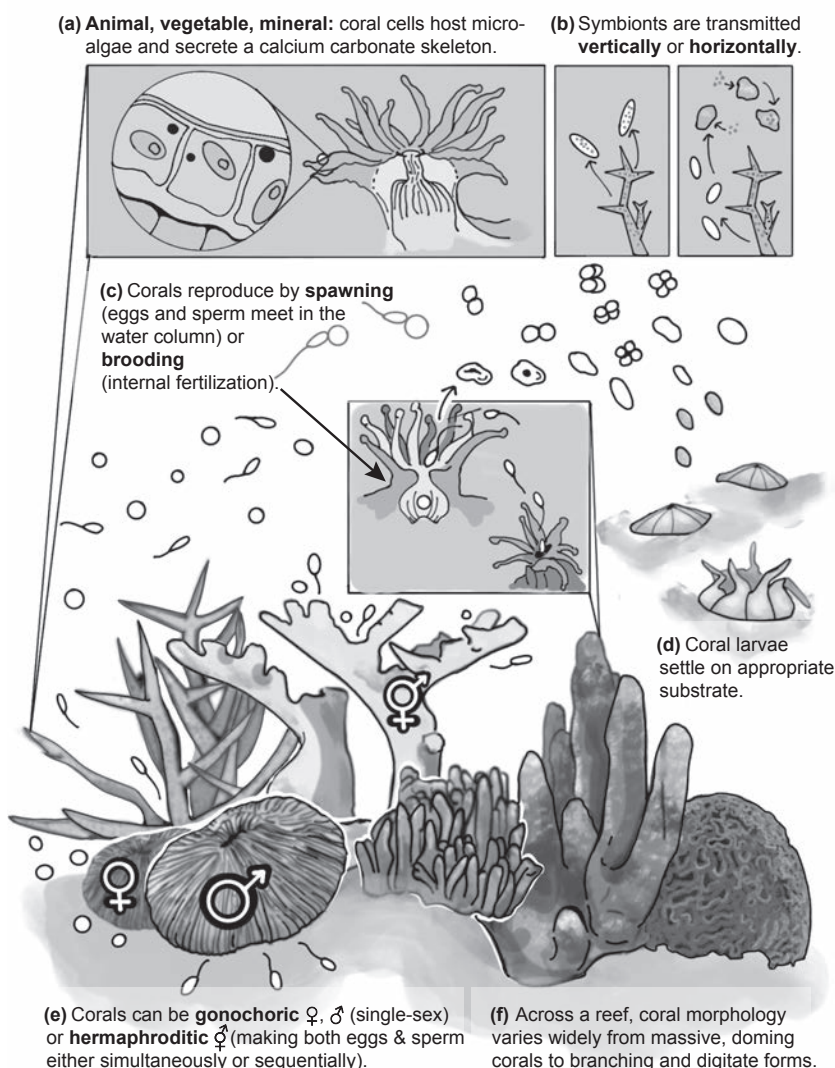 (a) Animal, vegetable, mineral: coral cells host micro-
algae and secrete a calcium carbonate skeleton.
(b) Symbionts are transmitted
vertically or horizontally.
(c) Corals reproduce by spawning
(eggs and sperm meet in the
water column) or
brooding
(internal fertilization).
(d) Coral larvae
settle on appropriate
substrate.
(e) Corals can be gonochoric ♀, ♂ (single-sex)
or hermaphroditic ⚥ (making both eggs & sperm
either simultaneously or sequentially).
(f) Across a reef, coral morphology
varies widely from massive, doming
corals to branching and digitate forms.